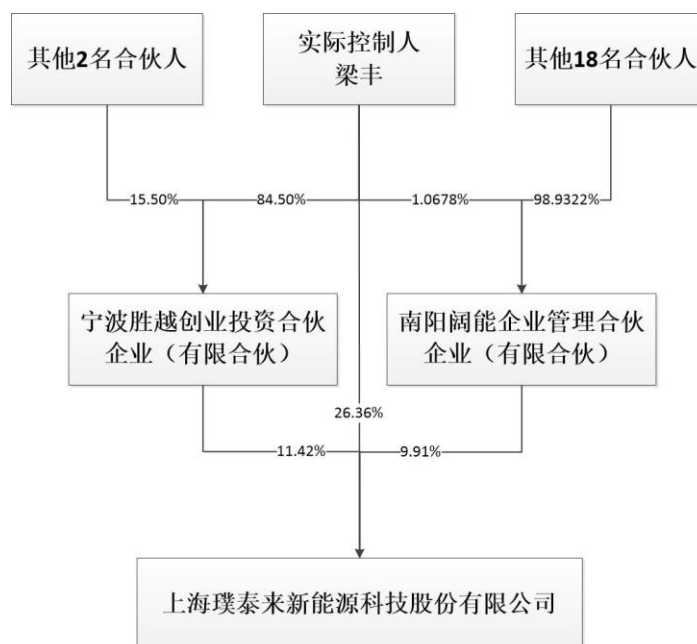 其他2名合伙人
实际控制人
梁丰
其他18名合伙人
15.50%
84.50%
1.0678%
98.9322%
宁波胜越创业投资合伙
企业（有限合伙）
南阳阔能企业管理合伙
企业（有限合伙）
26.36%
11.42%
9.91%
上海璞泰来新能源科技股份有限公司